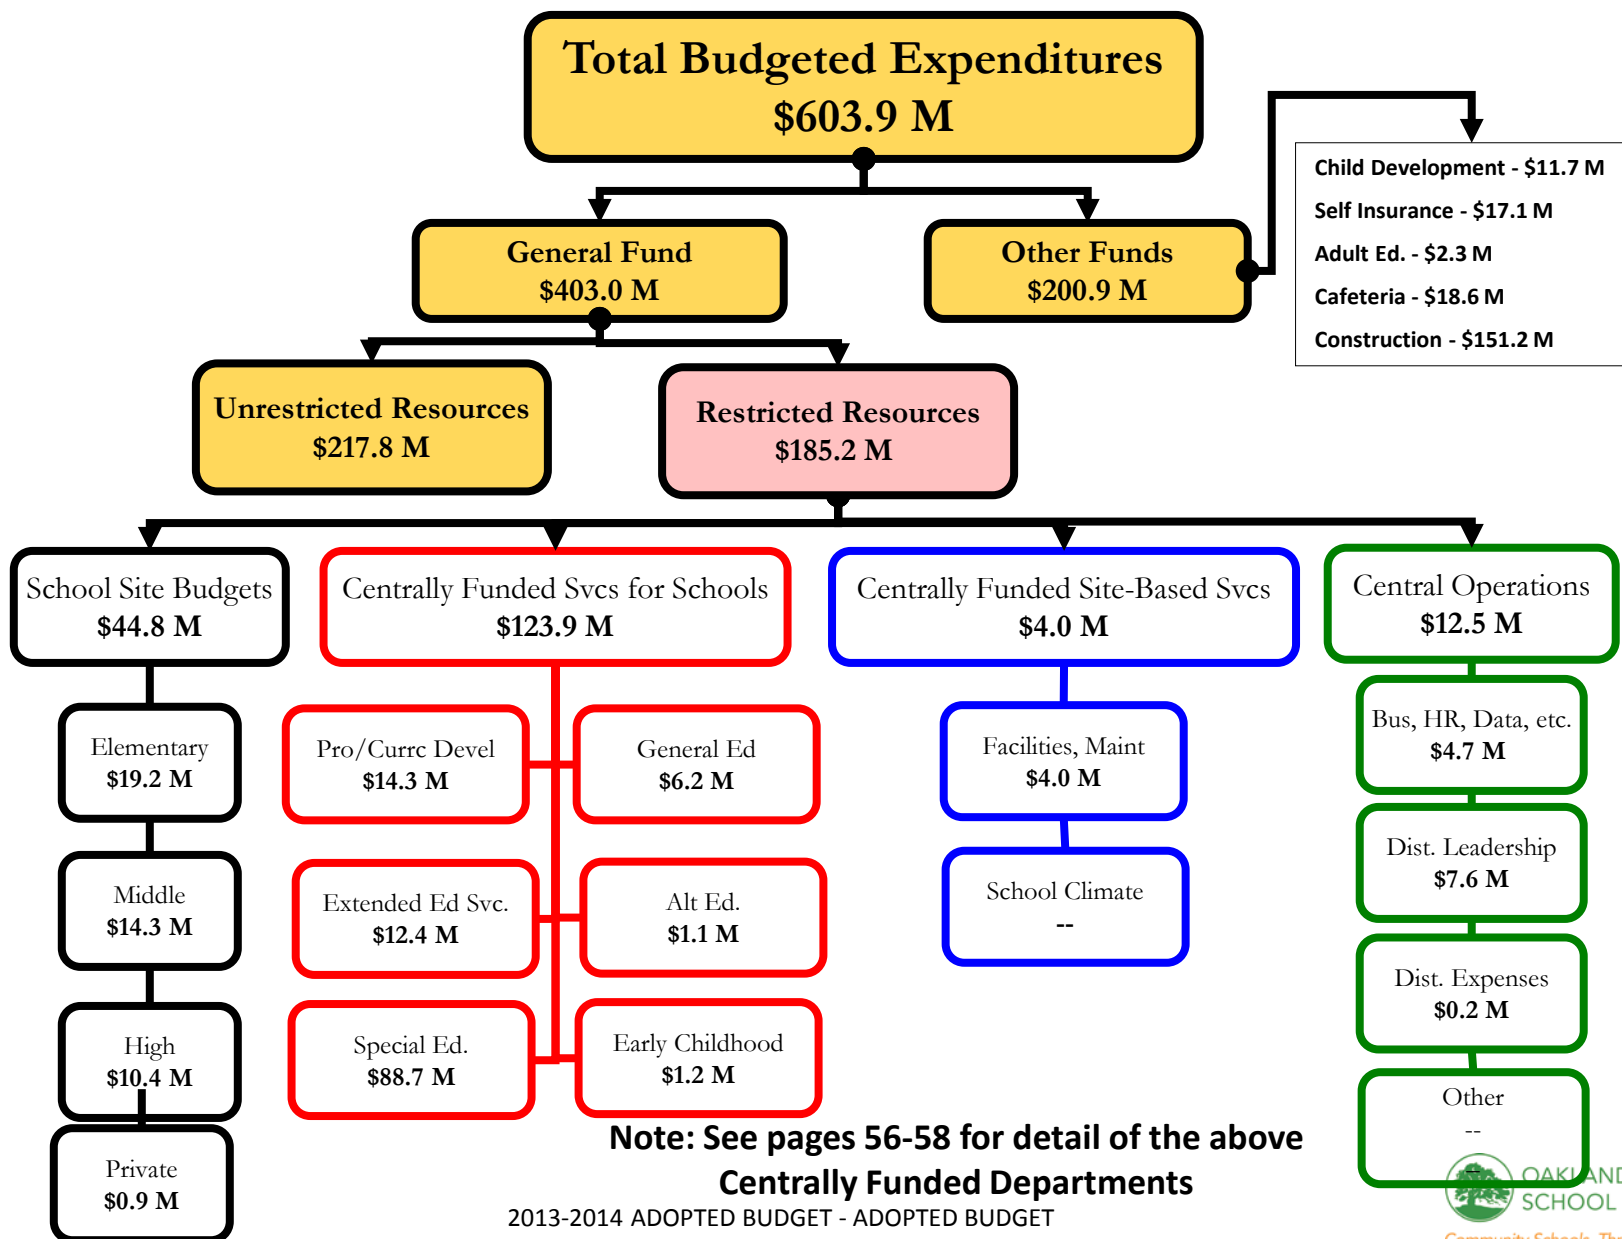 Total Budgeted Expenditures
$603.9 M
Child Development - $11.7 M
Self Insurance - $17.1 M
Adult Ed. - $2.3 M
Cafeteria - $18.6 M
Construction - $151.2 M
General Fund
$403.0 M
Other Funds
$200.9 M
Unrestricted Resources
$217.8 M
Restricted Resources
$185.2 M
School Site Budgets
$44.8 M
Centrally Funded Svcs for Schools
$123.9 M
Centrally Funded Site-Based Svcs
$4.0 M
Central Operations
$12.5 M
Elementary
$19.2 M
Middle
$14.3 M
High
$10.4 M
Private
$0.9 M
Pro/Currc Devel
$14.3 M
General Ed
$6.2 M
Extended Ed Svc.
$12.4 M
Alt Ed.
$1.1 M
Special Ed.
$88.7 M
Early Childhood
$1.2 M
Facilities, Maint
$4.0 M
School Climate
--
Bus, HR, Data, etc.
$4.7 M
Dist. Leadership
$7.6 M
Dist. Expenses
$0.2 M
Other
--
Note: See pages 56-58 for detail of the above
Centrally Funded Departments
2013-2014 ADOPTED BUDGET - ADOPTED BUDGET
OAKLAND
SCHOOL
Community Schools,